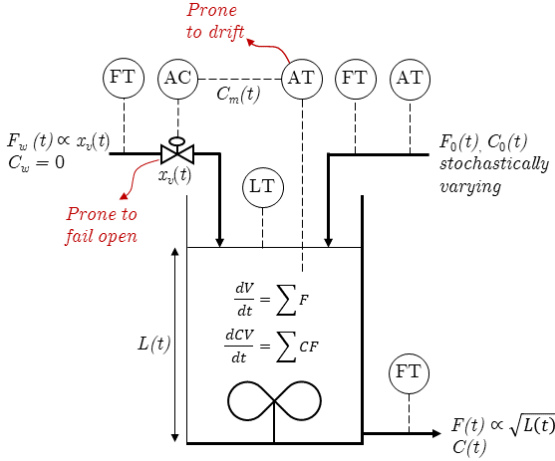 Prone
to drift
FT
AC
AT
FT
AT
C_m(t)
F_w (t) ∝ x_v(t)
C_w = 0
x_v(t)
F_0(t), C_0(t)
stochastically
varying
Prone to
fail open
LT
L(t)
dV/dt = ∑ F
dCV/dt = ∑ CF
FT
F(t) ∝ √L(t)
C(t)